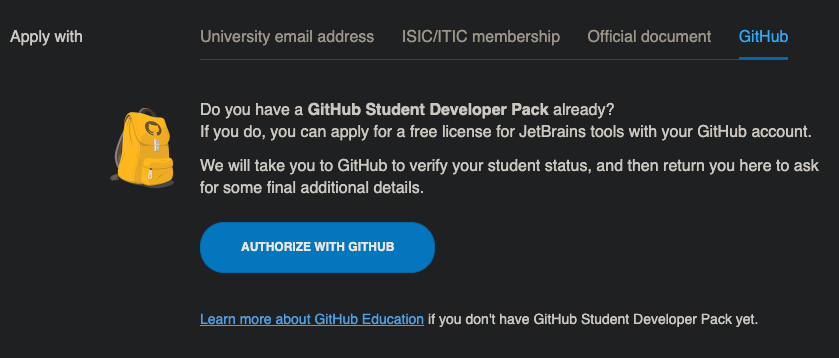 Apply with
University email address
ISIC/ITIC membership
Official document
GitHub
Do you have a GitHub Student Developer Pack already?
If you do, you can apply for a free license for JetBrains tools with your GitHub account.
We will take you to GitHub to verify your student status, and then return you here to ask
for some final additional details.
AUTHORIZE WITH GITHUB
Learn more about GitHub Education if you don't have GitHub Student Developer Pack yet.